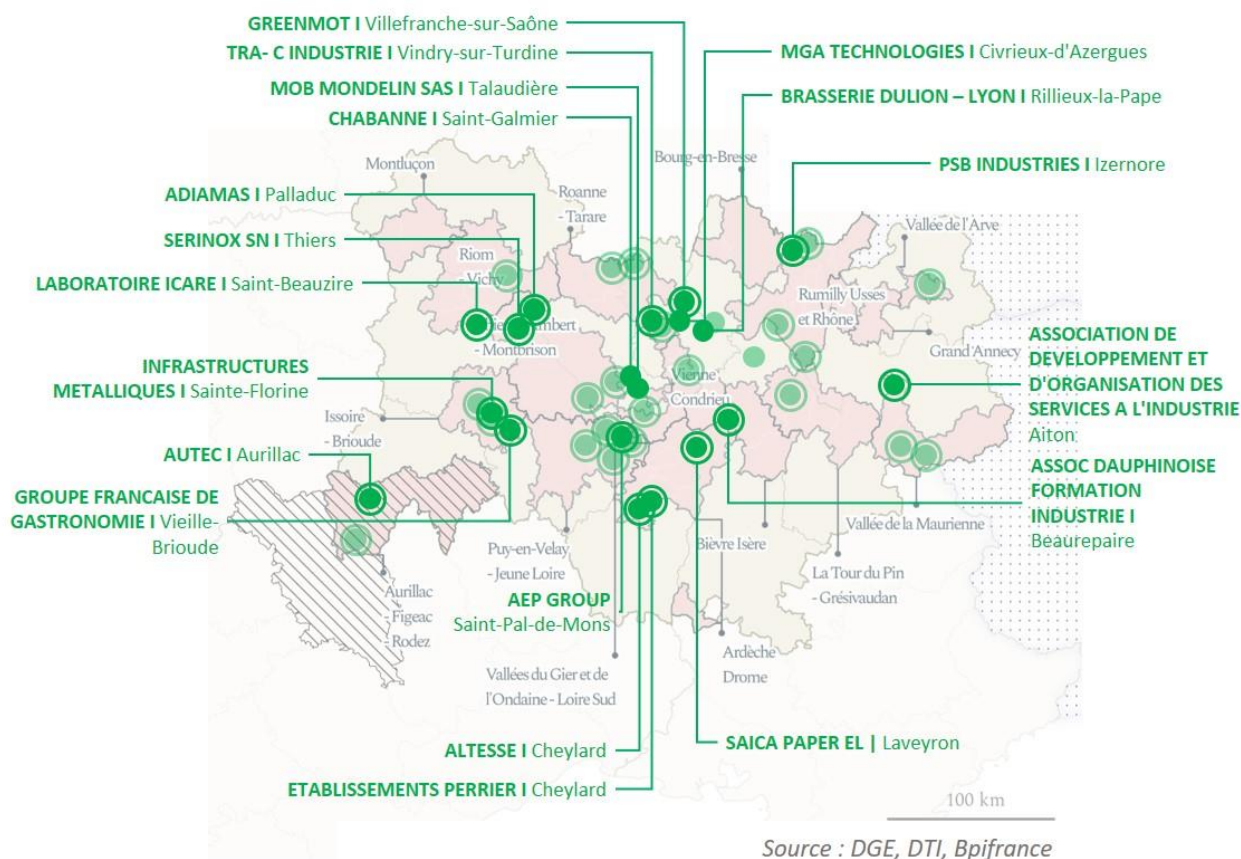 GREENMOT I Villefranche-sur-Saône
TRA- C INDUSTRIE I Vindry-sur-Turdine
MOB MONDELIN SAS I Talaudière
CHABANNE I Saint-Galmier
MGA TECHNOLOGIES I Civrieux-d'Azergues
BRASSERIE DULION – LYON I Rillieux-la-Pape
PSB INDUSTRIES I Izernore
ADIAMAS I Palladuc
SERINOX SN I Thiers
LABORATOIRE ICARE I Saint-Beauzire
INFRASTRUCTURES
METALLIQUES I Sainte-Florine
AUTEC I Aurillac
GROUPE FRANCAISE DE
GASTRONOMIE I Vieille-
Brioude
Montluçon
Roanne
- Tarare
Bourg-en-Bresse
Vallée de l'Arve
Riom
- Vichy
- Montbrison
Rumilly Usses
et Rhône
Grand Annecy
Vienne
Condrieu
Issoire
- Brioude
ASSOCIATION DE
DEVELOPPEMENT ET
D'ORGANISATION DES
SERVICES A L'INDUSTRIE
Aiton
ASSOC DAUPHINOISE
FORMATION
INDUSTRIE I
Beaurepaire
Vallée de la Maurienne
Bièvre Isère
La Tour du Pin
- Grésivaudan
Puy-en-Velay
- Jeune Loire
Aurillac
- Figeac
- Rodez
AEP GROUP
Saint-Pal-de-Mons
Ardèche
Drome
Vallées du Gier et de
l'Ondaine - Loire Sud
ALTESSE I Cheylard
SAICA PAPER EL | Laveyron
ETABLISSEMENTS PERRIER I Cheylard
100 km
Source : DGE, DTI, Bpifrance